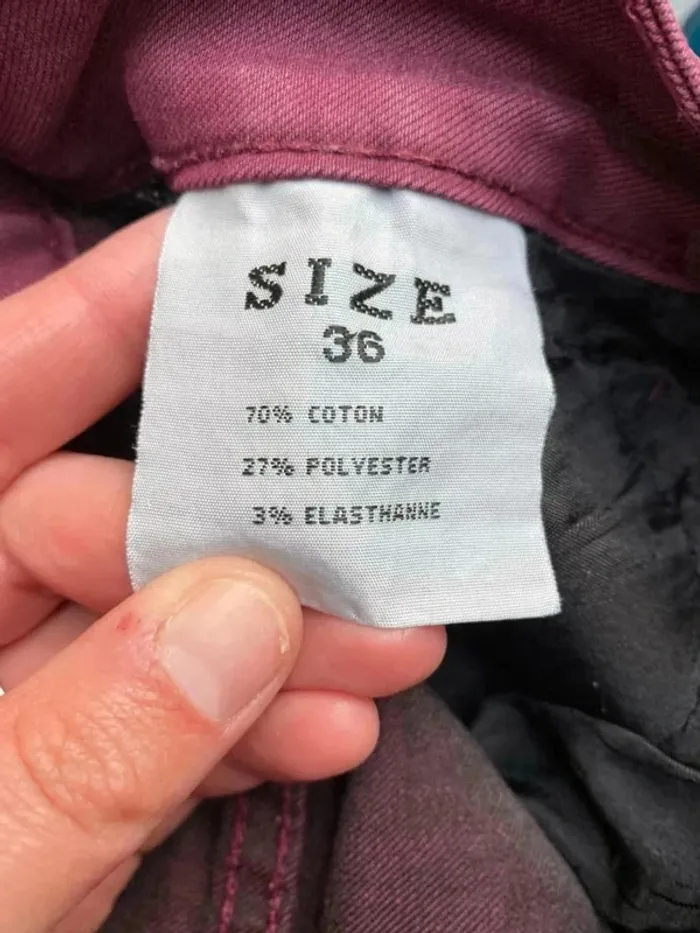 SIZE
36
70% COTON
27% POLYESTER
3% ELASTHANNE